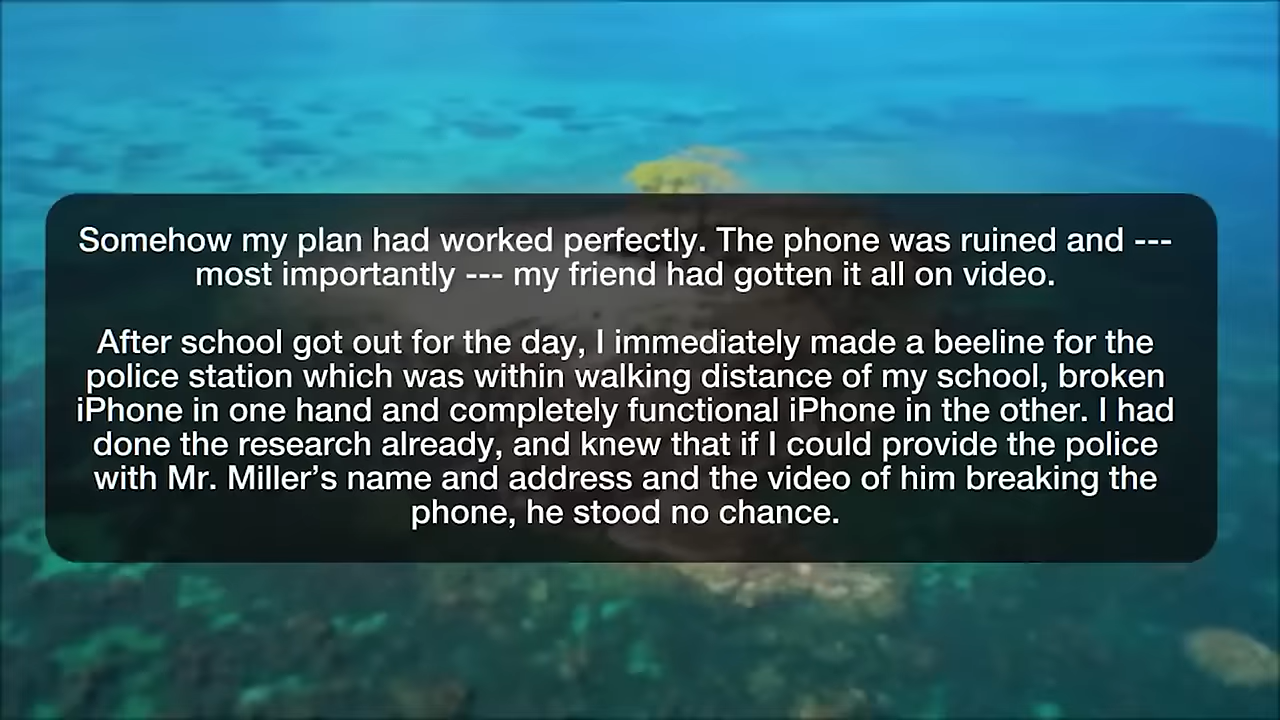 Somehow my plan had worked perfectly. The phone was ruined and ---
most importantly --- my friend had gotten it all on video.
After school got out for the day, I immediately made a beeline for the
police station which was within walking distance of my school, broken
iPhone in one hand and completely functional iPhone in the other. I had
done the research already, and knew that if I could provide the police
with Mr. Miller’s name and address and the video of him breaking the
phone, he stood no chance.